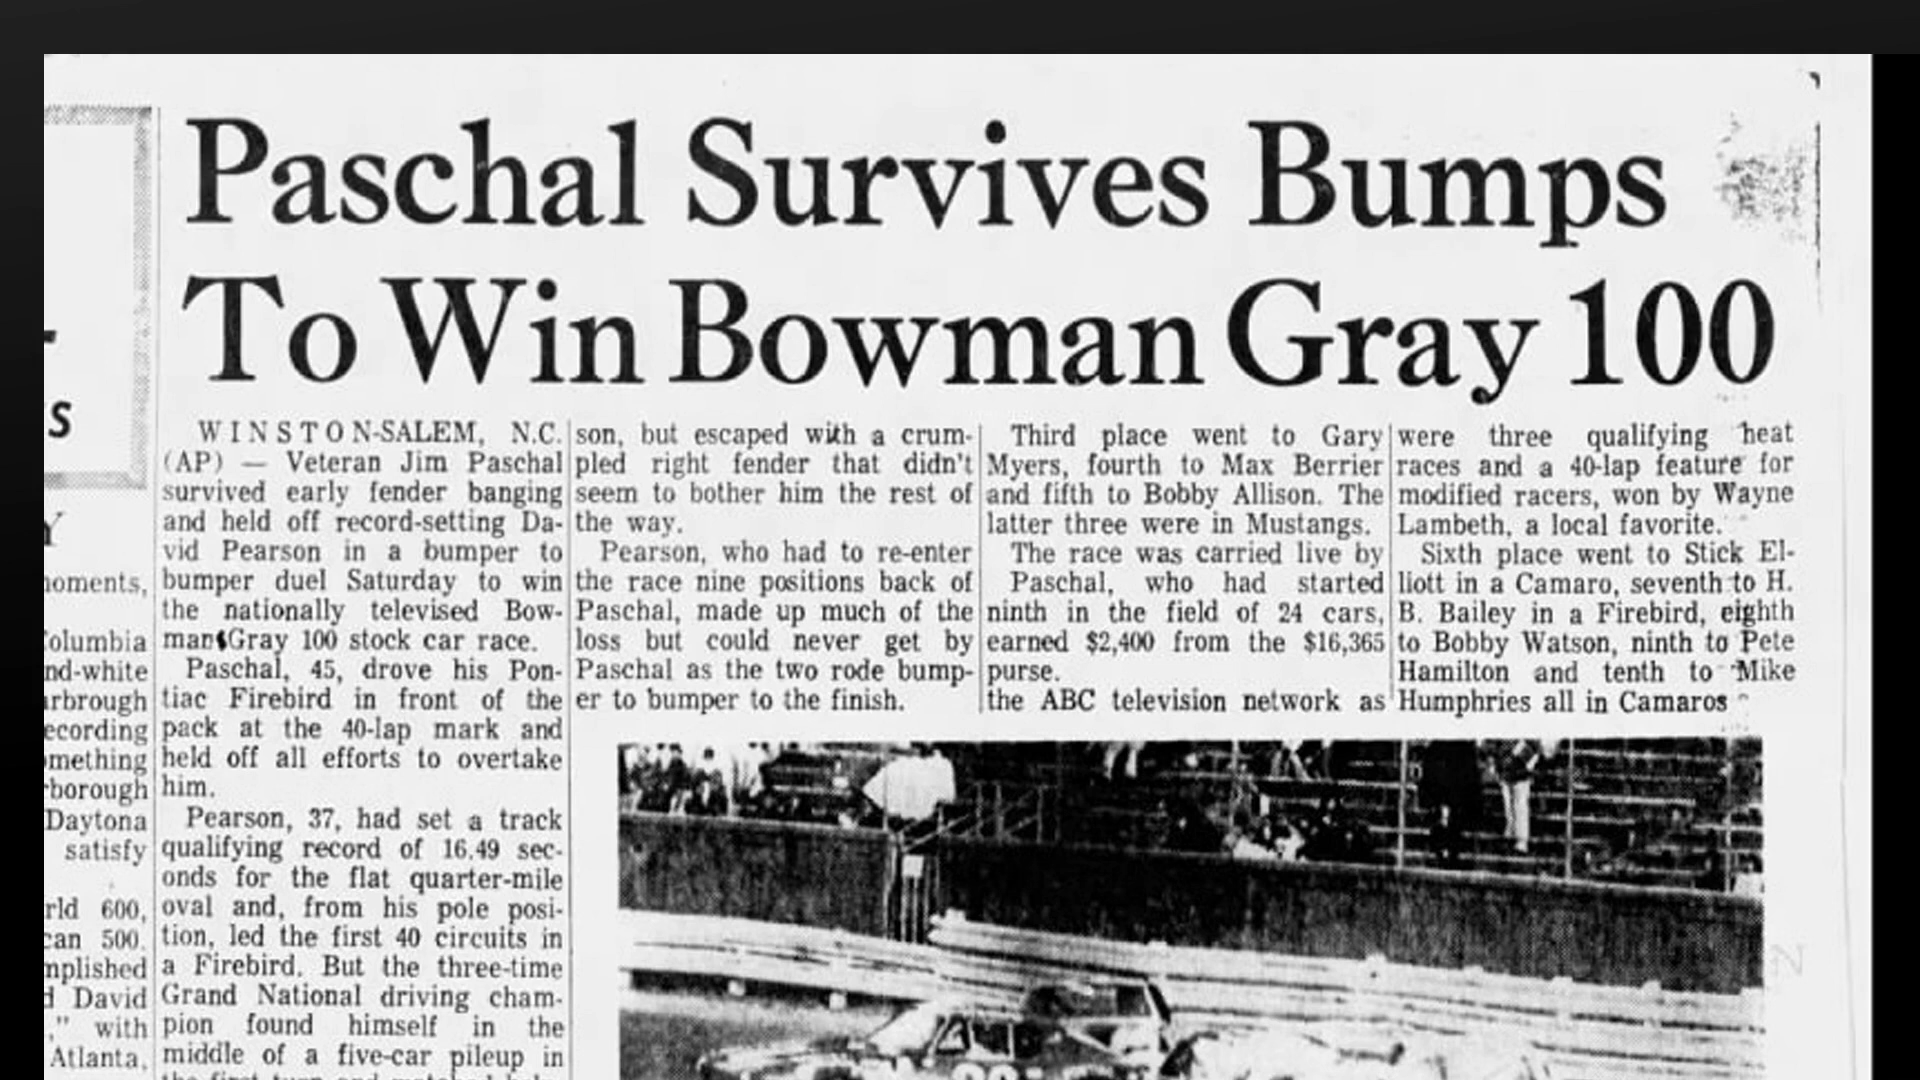 Paschal Survives Bumps
To Win Bowman Gray 100
S
Y
moments,
Columbia
nd-white
arbrough
ecording
mething
rborough
Daytona
satisfy
rld 600,
can 500.
mplished
d David
," with
Atlanta,
WINSTON-SALEM, N.C.
(AP) — Veteran Jim Paschal
survived early fender banging
and held off record-setting Da-
vid Pearson in a bumper to
bumper duel Saturday to win
the nationally televised Bow-
man Gray 100 stock car race.
Paschal, 45, drove his Pon-
tiac Firebird in front of the
pack at the 40-lap mark and
held off all efforts to overtake
him.
Pearson, 37, had set a track
qualifying record of 16.49 sec-
onds for the flat quarter-mile
oval and, from his pole posi-
tion, led the first 40 circuits in
a Firebird. But the three-time
Grand National driving cham-
pion found himself in the
middle of a five-car pileup in
son, but escaped with a crum-
pled right fender that didn't
seem to bother him the rest of
the way.
Pearson, who had to re-enter
the race nine positions back of
Paschal, made up much of the
loss but could never get by
Paschal as the two rode bump-
er to bumper to the finish.
Third place went to Gary
Myers, fourth to Max Berrier
and fifth to Bobby Allison. The
latter three were in Mustangs.
The race was carried live by
Paschal, who had started
ninth in the field of 24 cars,
earned $2,400 from the $16,365
purse.
the ABC television network as
were three qualifying heat
races and a 40-lap feature for
modified racers, won by Wayne
Lambeth, a local favorite.
Sixth place went to Stick El-
liott in a Camaro, seventh to H.
B. Bailey in a Firebird, eighth
to Bobby Watson, ninth to Pete
Hamilton and tenth to Mike
Humphries all in Camaros